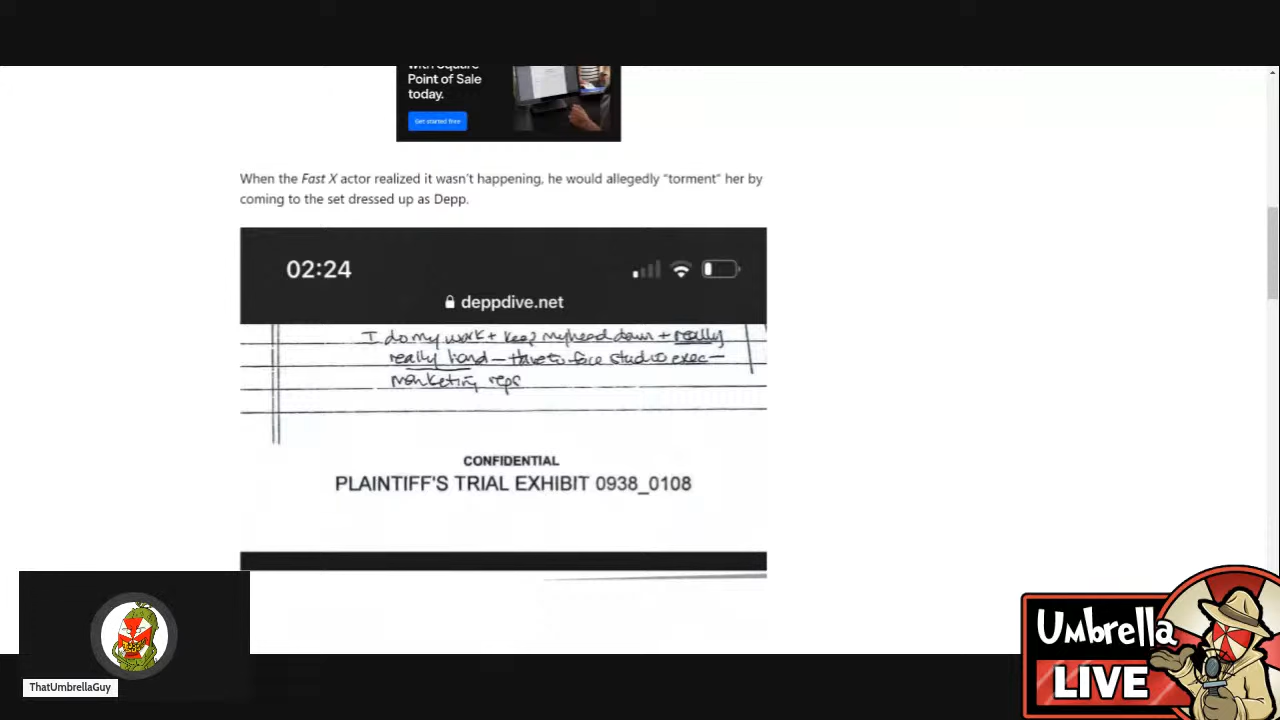 with Square
Point of Sale
today.
Get started free
When the Fast X actor realized it wasn't happening, he would allegedly "torment" her by
coming to the set dressed up as Depp.
02:24
deppdive.net
I do my work + keep my head down + really
really hard - Have to face studio exec -
marketing reps
CONFIDENTIAL
PLAINTIFF'S TRIAL EXHIBIT 0938_0108
ThatUmbrellaGuy
Umbrella
LIVE